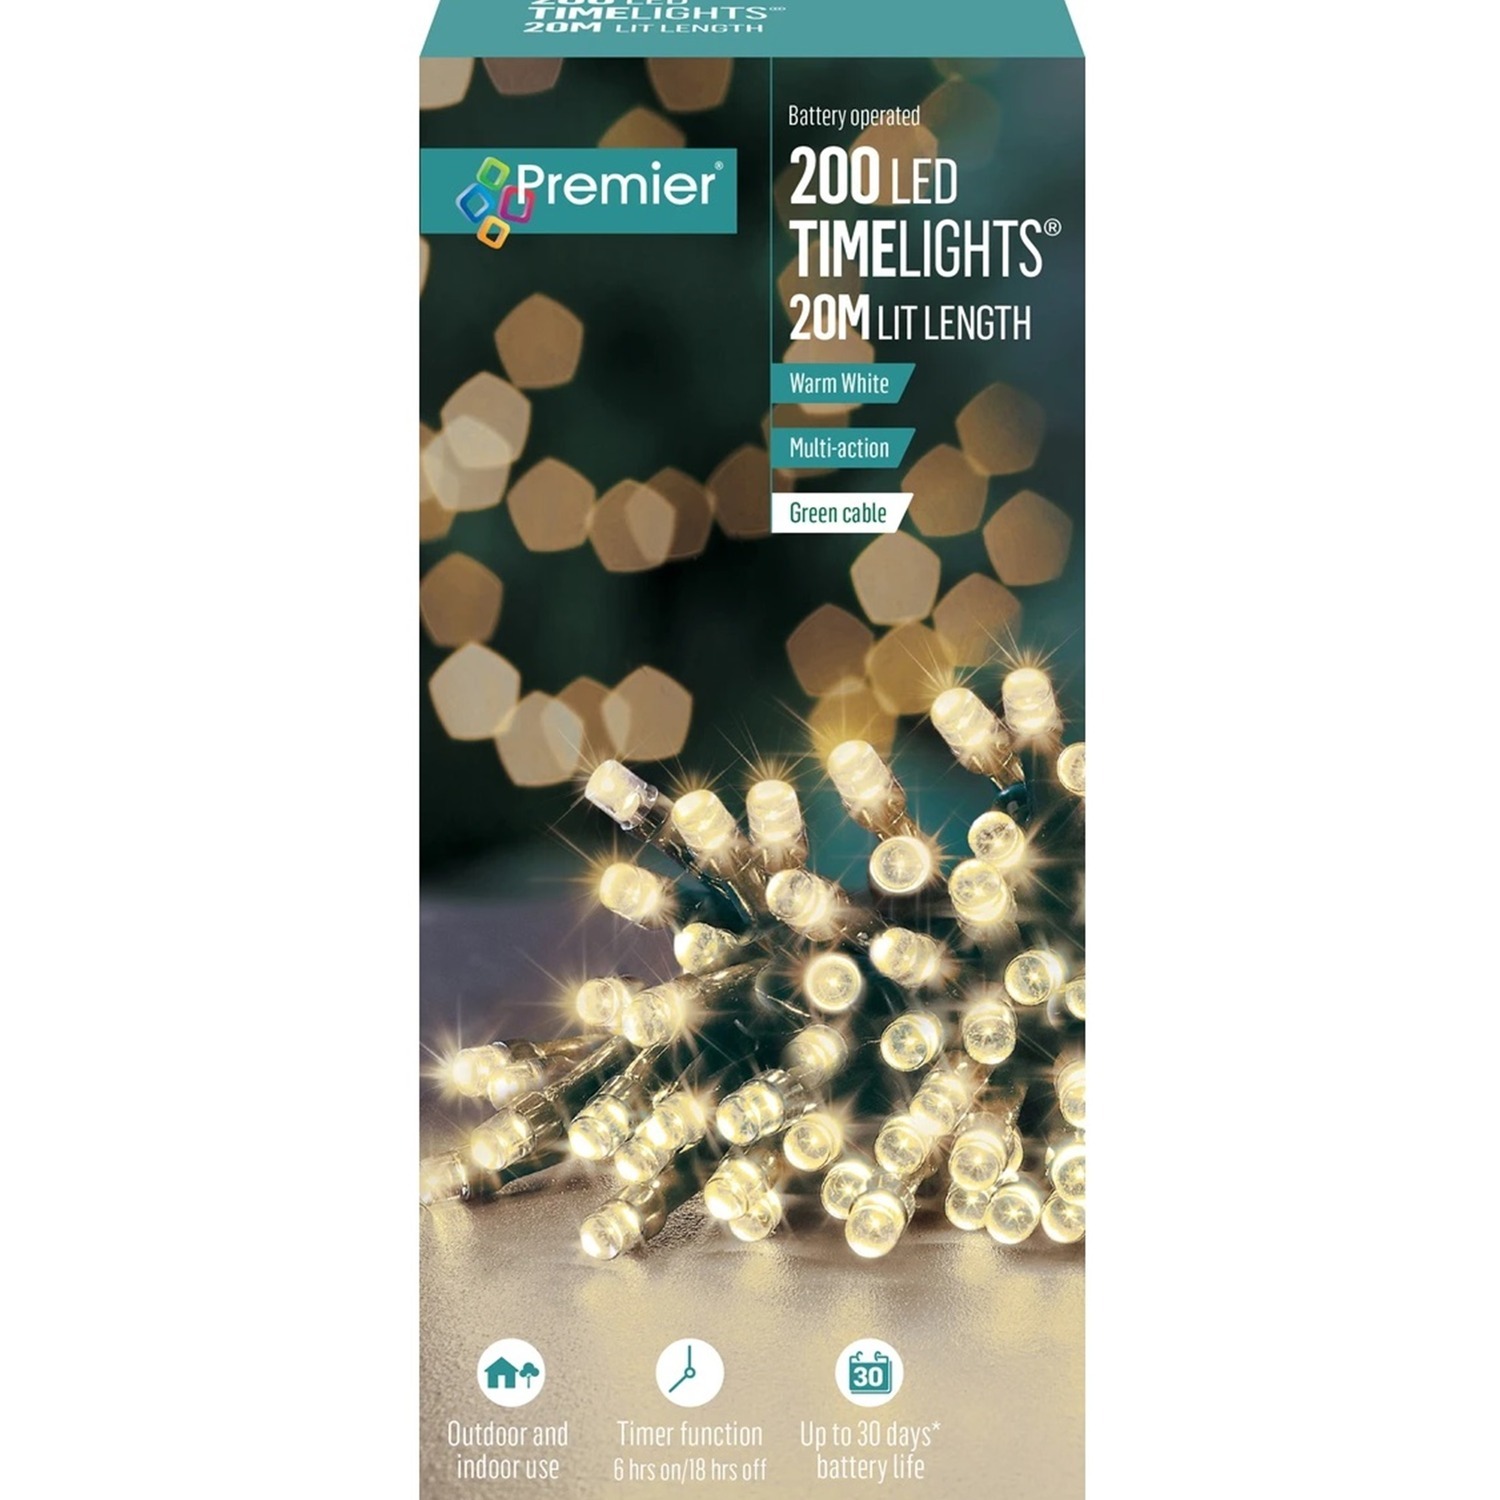 200 LED
TIMELIGHTS®
20M LIT LENGTH
Battery operated
Premier®
200 LED
TIMELIGHTS®
20M LIT LENGTH
Warm White
Multi-action
Green cable
30
Outdoor and
indoor use
Timer function
6 hrs on/18 hrs off
Up to 30 days*
battery life